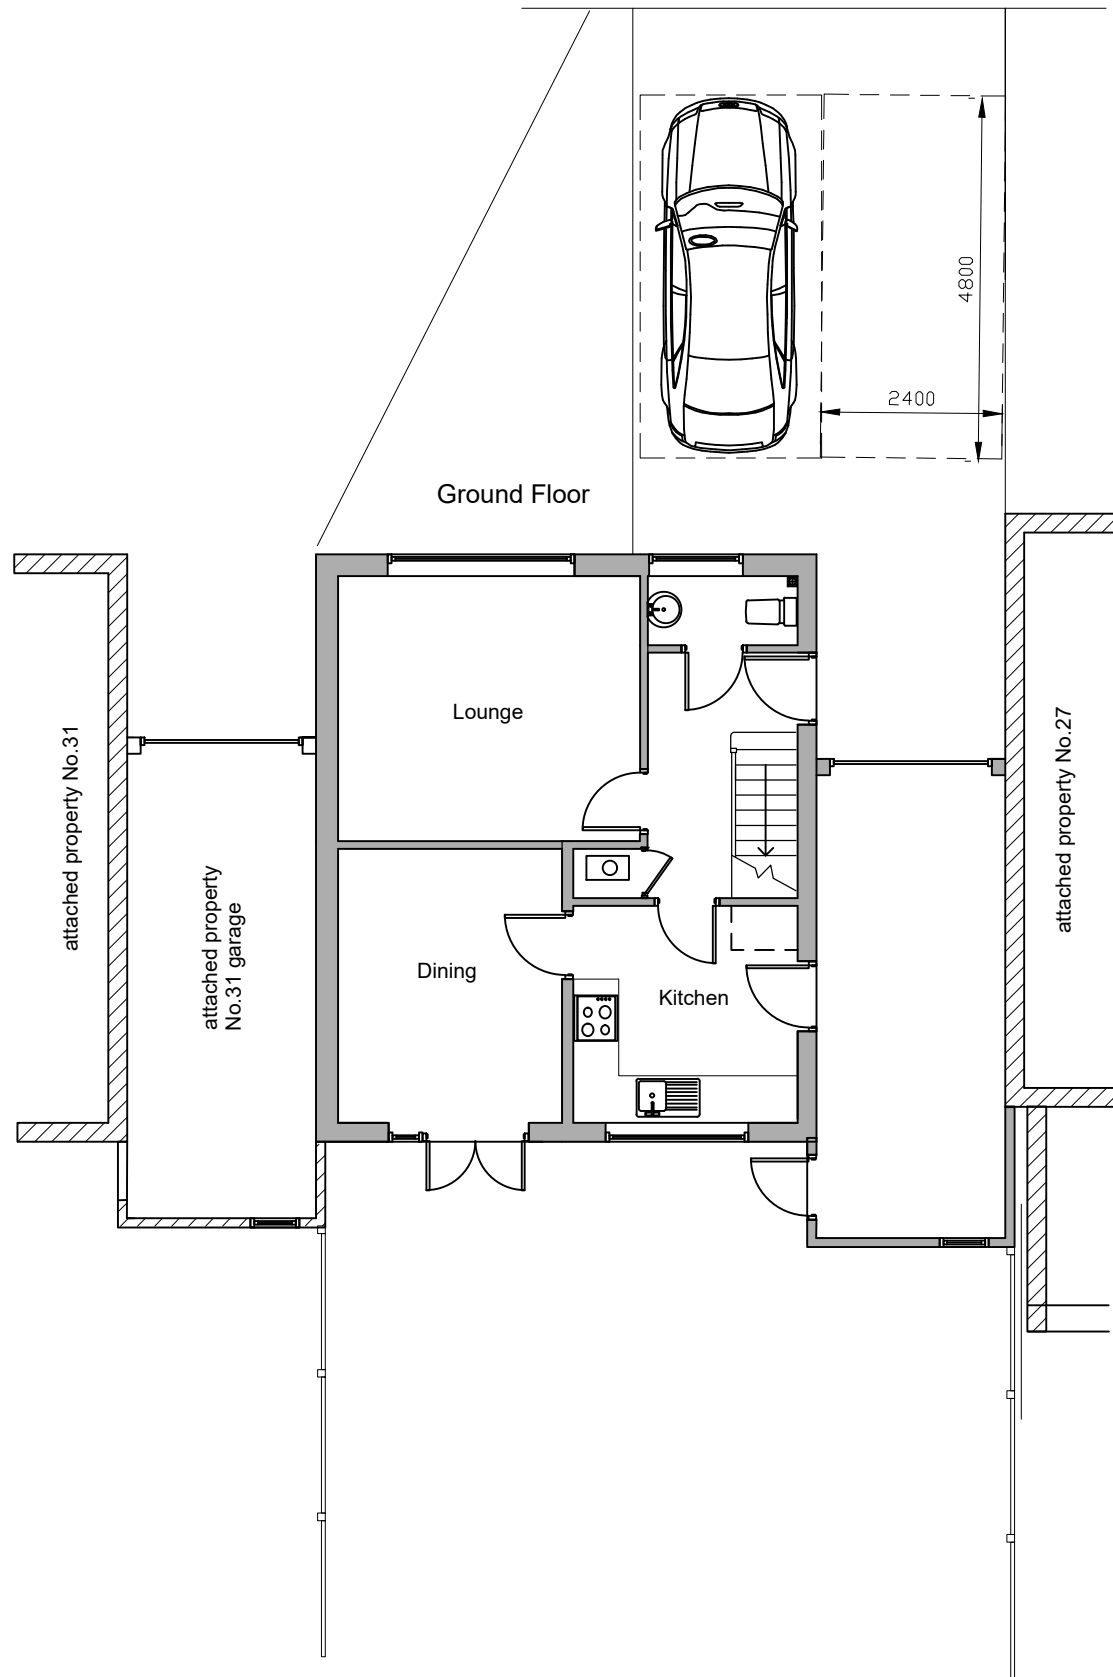 4800
2400
Ground Floor
Lounge
attached property No.31
attached property
No.31 garage
attached property No.27
Dining
Kitchen